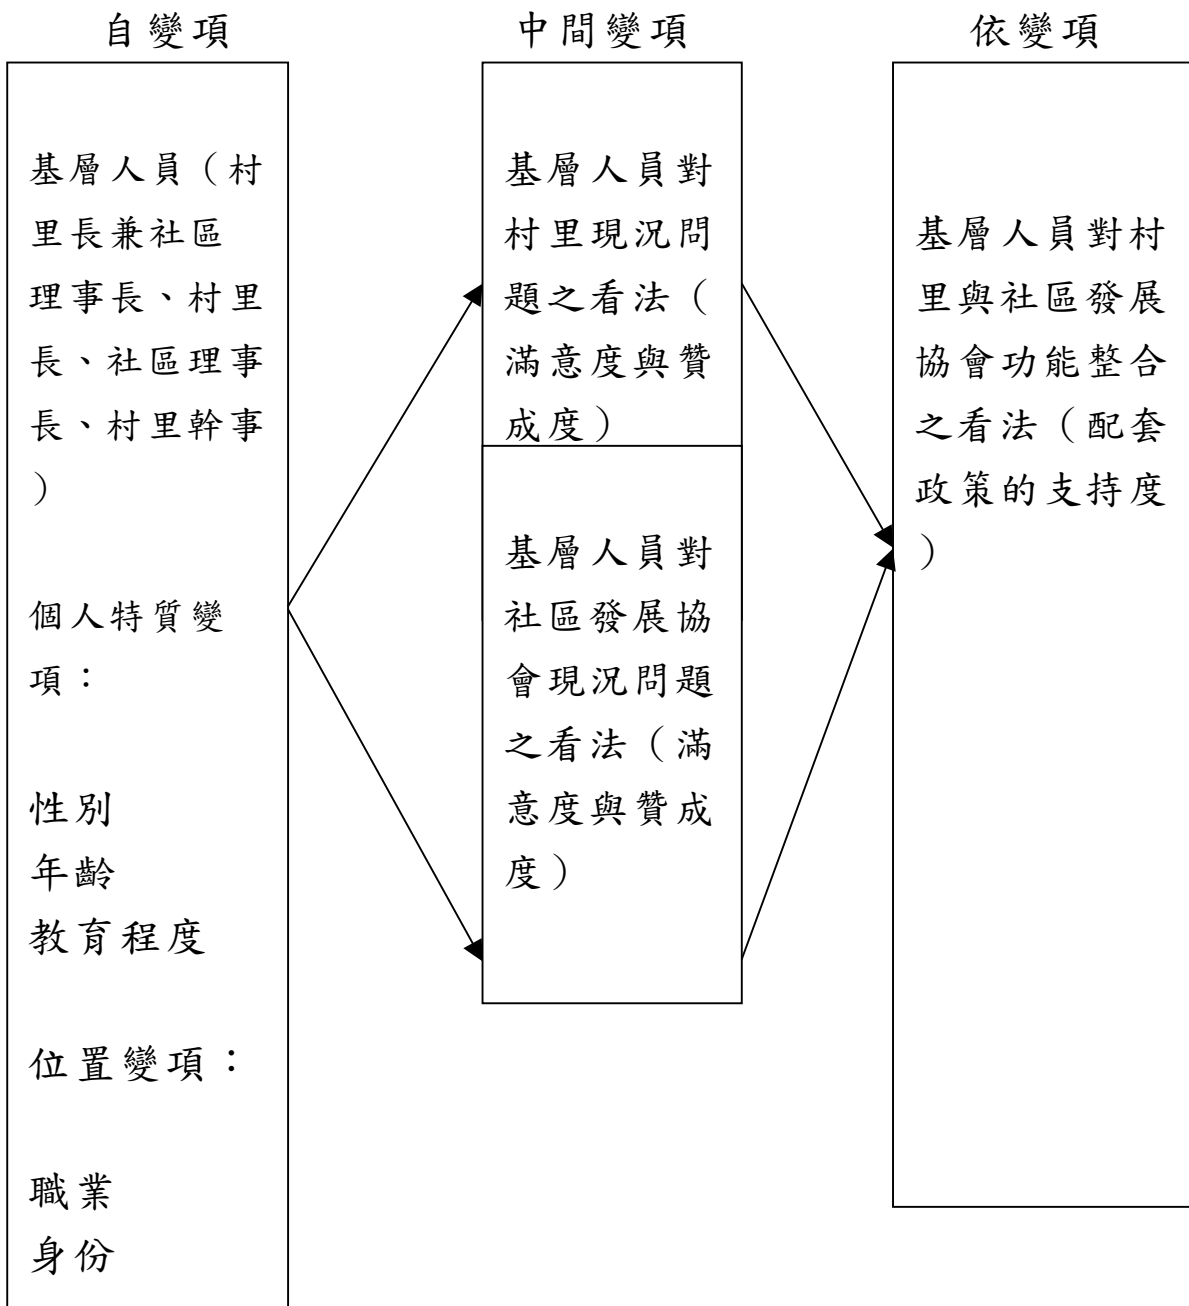 自變項
中間變項
依變項
基層人員（村
里長兼社區
理事長、村里
長、社區理事
長、村里幹事
）
個人特質變
項：
性別
年齡
教育程度
位置變項：
職業
身份
基層人員對
村里現況問
題之看法（
滿意度與贊
成度）
基層人員對
社區發展協
會現況問題
之看法（滿
意度與贊成
度）
基層人員對村
里與社區發展
協會功能整合
之看法（配套
政策的支持度
）